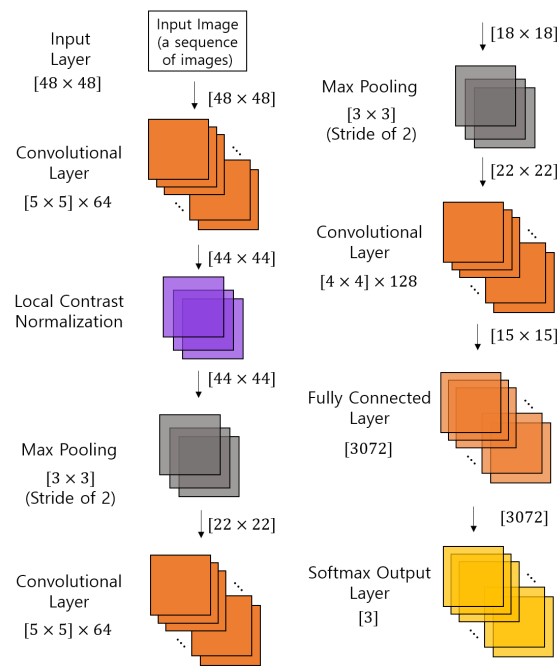 Input
Layer
[48 × 48]
Input Image
(a sequence
of images)
[48 × 48]
Convolutional
Layer
[5 × 5] × 64
[44 × 44]
Local Contrast
Normalization
[44 × 44]
Max Pooling
[3 × 3]
(Stride of 2)
[22 × 22]
Convolutional
Layer
[5 × 5] × 64
[18 × 18]
Max Pooling
[3 × 3]
(Stride of 2)
[22 × 22]
Convolutional
Layer
[4 × 4] × 128
[15 × 15]
Fully Connected
Layer
[3072]
[3072]
Softmax Output
Layer
[3]